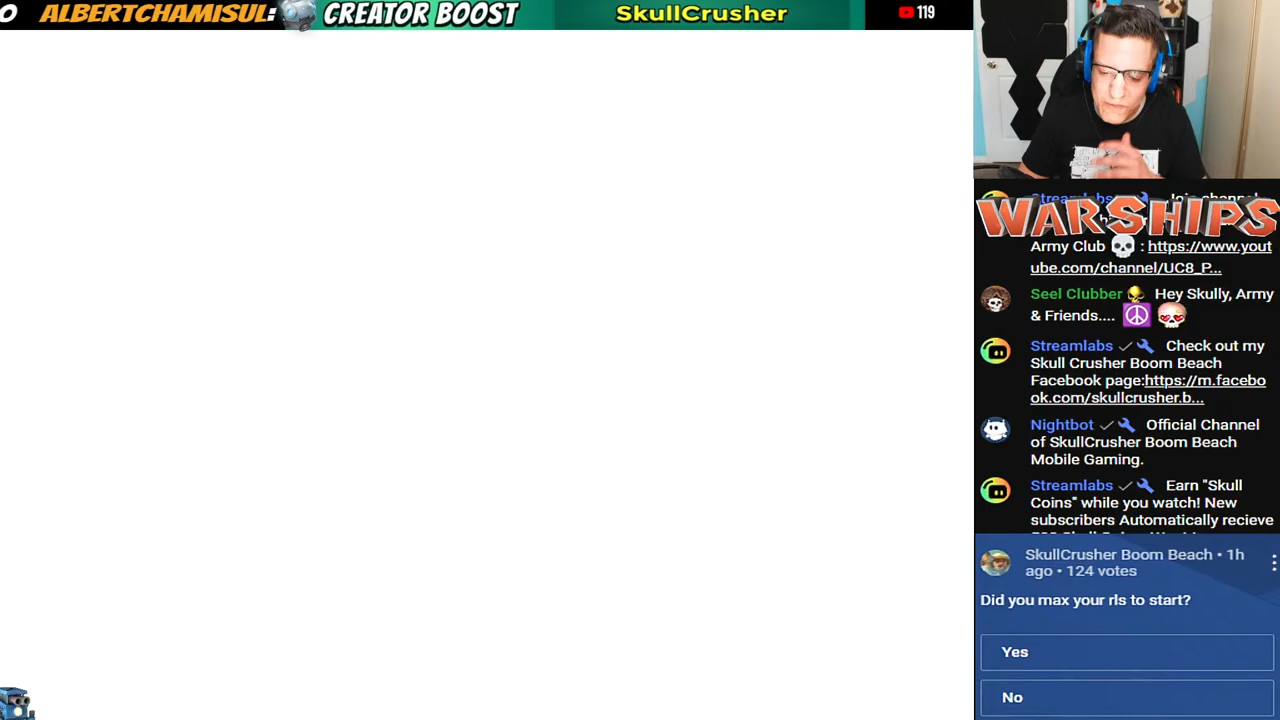 O ALBERTCHAMISUL: CREATOR BOOST SkullCrusher 119
Streamlabs Join channel
WARSHIPS
Army Club : https://www.yout
ube.com/channel/UC8_P...
Seel Clubber Hey Skully, Army
& Friends....
Streamlabs Check out my
Skull Crusher Boom Beach
Facebook page:https://m.facebo
ok.com/skullcrusher.b...
Nightbot Official Channel
of SkullCrusher Boom Beach
Mobile Gaming.
Streamlabs Earn "Skull
Coins" while you watch! New
subscribers Automatically recieve
SkullCrusher Boom Beach • 1h
ago • 124 votes
Did you max your rls to start?
Yes
No